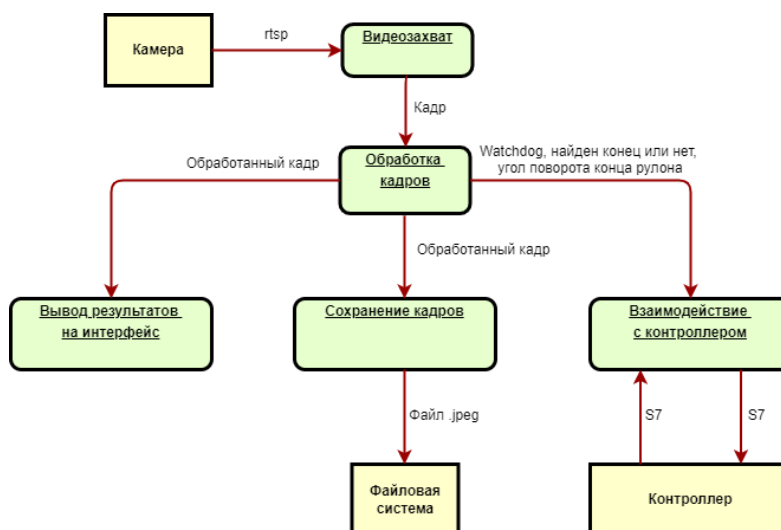 Камера
rtsp
Видеозахват
Кадр
Обработанный кадр
Обработка
кадров
Watchdog, найден конец или нет,
угол поворота конца рулона
Обработанный кадр
Вывод результатов
на интерфейс
Сохранение кадров
Взаимодействие
с контроллером
Файл .jpeg
S7
S7
Файловая
система
Контроллер